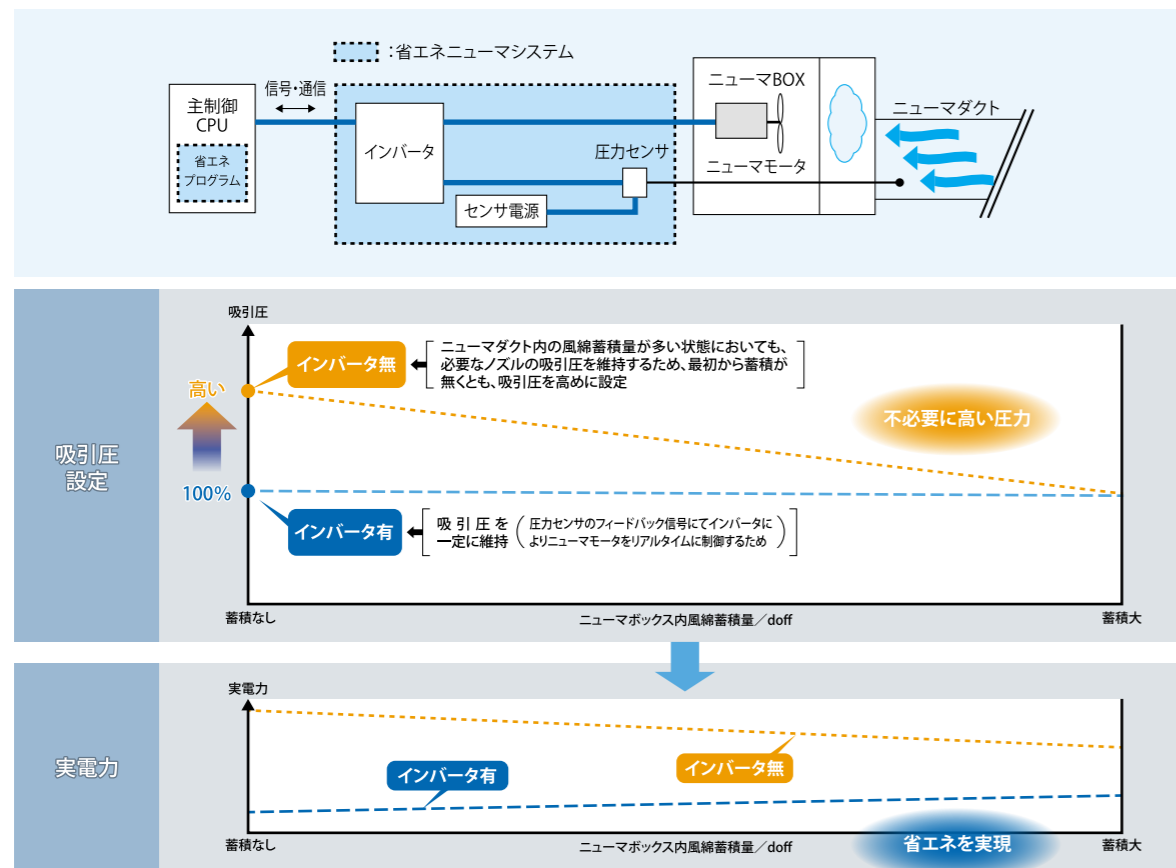 :省エネニューマシステム
信号・通信
主制御
CPU
省エネ
プログラム
インバータ
圧力センサ
センサ電源
ニューマBOX
ニューマモータ
ニューマダクト
吸引圧
設定
吸引圧
高い
100%
インバータ無
ニューマダクト内の風綿蓄積量が多い状態においても、
必要なノズルの吸引圧を維持するため、最初から蓄積が
無くとも、吸引圧を高めに設定
不必要に高い圧力
インバータ有
吸引圧を
一定に維持
圧力センサのフィードバック信号にてインバータに
よりニューマモータをリアルタイムに制御するため
蓄積なし
ニューマボックス内風綿蓄積量／doff
蓄積大
実電力
実電力
インバータ有
インバータ無
省エネを実現
蓄積なし
ニューマボックス内風綿蓄積量／doff
蓄積大